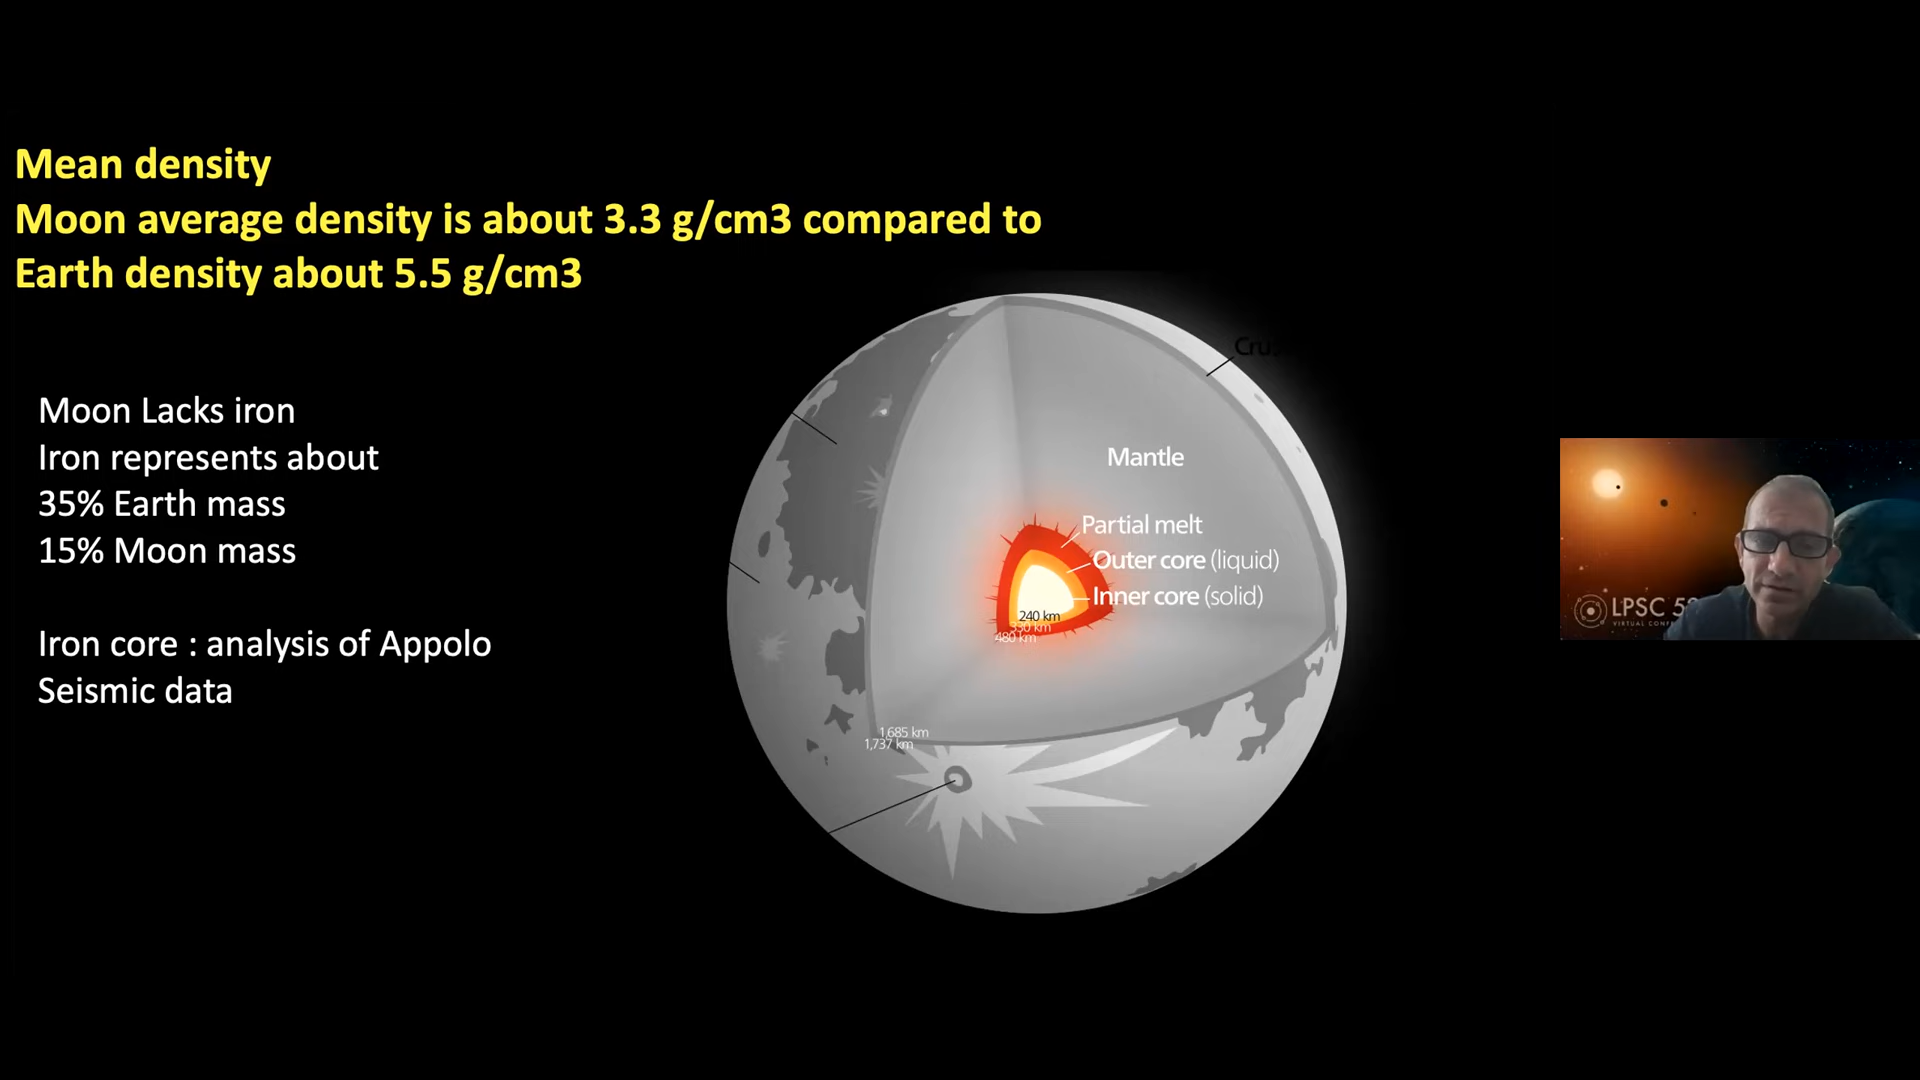 Mean density
Moon average density is about 3.3 g/cm3 compared to
Earth density about 5.5 g/cm3
Moon Lacks iron
Iron represents about
35% Earth mass
15% Moon mass
Iron core : analysis of Appolo
Seismic data
Mantle
Partial melt
Outer core (liquid)
Inner core (solid)
240 km
330 km
480 km
1,685 km
1,737 km
LPSC
VIRTUAL